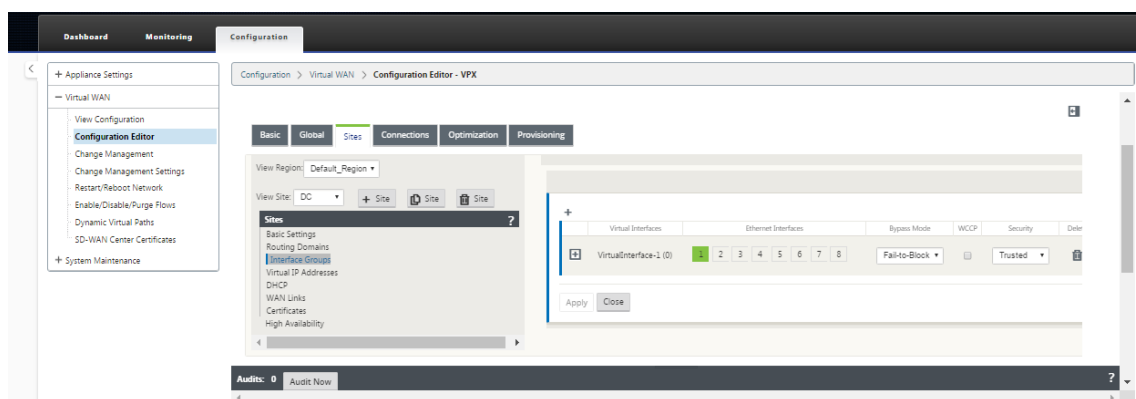 Dashboard Monitoring Configuration
+ Appliance Settings
− Virtual WAN
View Configuration
Configuration Editor
Change Management
Change Management Settings
Restart/Reboot Network
Enable/Disable/Purge Flows
Dynamic Virtual Paths
SD-WAN Center Certificates
+ System Maintenance
Configuration > Virtual WAN > Configuration Editor - VPX
Basic Global Sites Connections Optimization Provisioning
View Region: Default_Region
View Site: DC + Site Site Site
Sites ?
Basic Settings
Routing Domains
Interface Groups
Virtual IP Addresses
DHCP
WAN Links
Certificates
High Availability
+
Virtual Interfaces Ethernet Interfaces Bypass Mode WCCP Security Dele
+ VirtualInterface-1 (0) 1 2 3 4 5 6 7 8 Fail-to-Block Trusted
Apply Close
Audits: 0 Audit Now ?